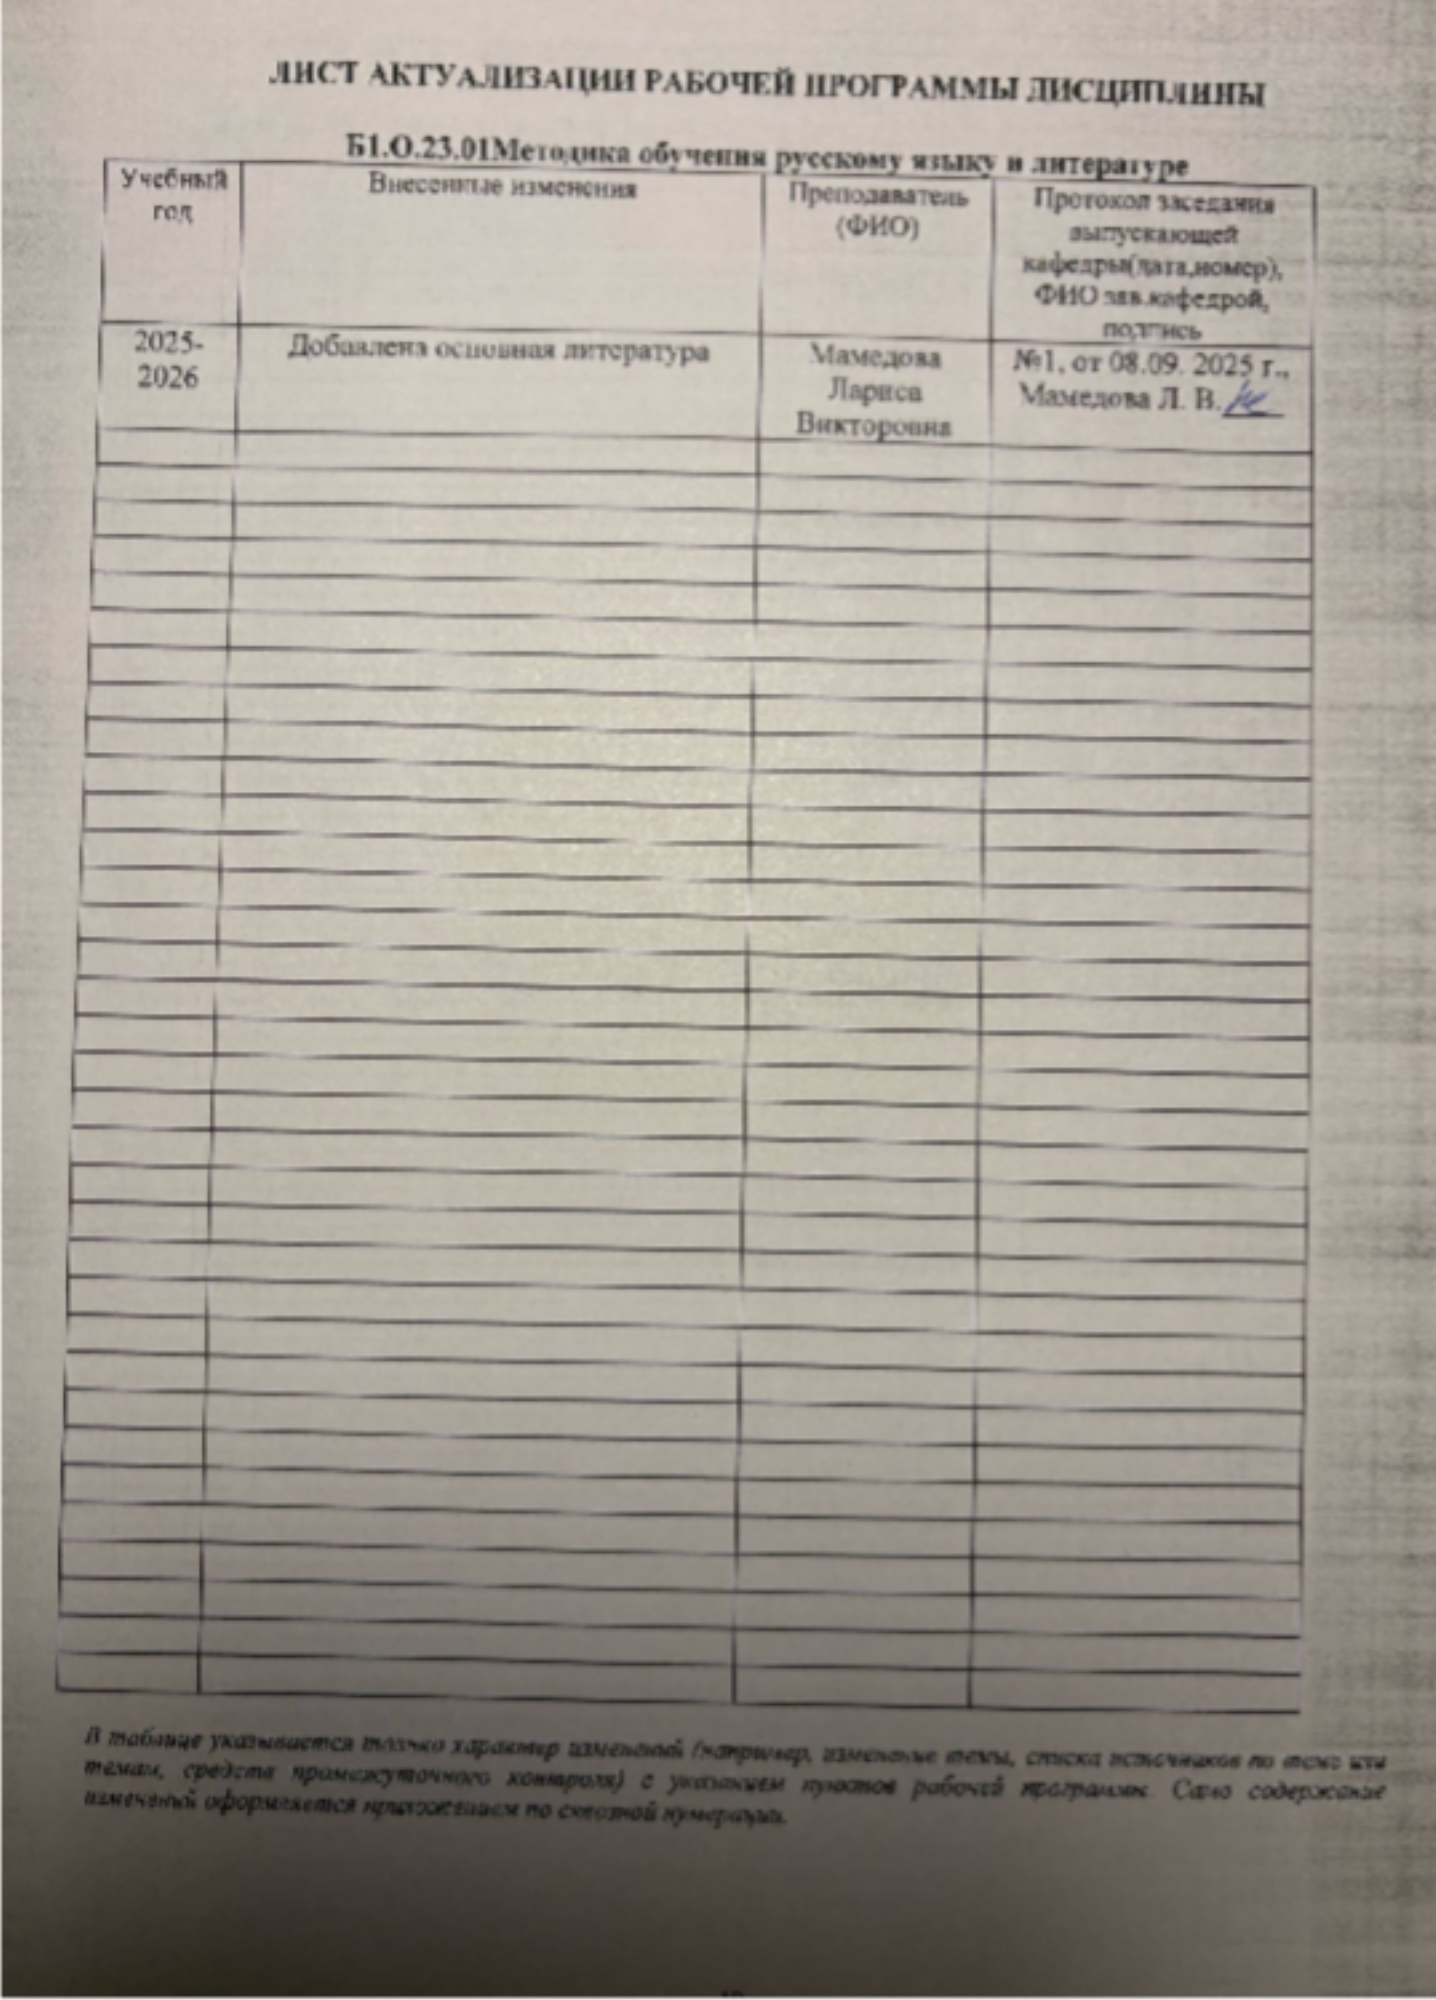 ЛИСТ АКТУАЛИЗАЦИИ РАБОЧЕЙ ПРОГРАММЫ ДИСЦИПЛИНЫ
Б1.О.23.01Методика обучения русскому языку и литературе
Учебный
год
Внесенные изменения
Преподаватель
(ФИО)
Протокол заседания
выпускающей
кафедры(дата,номер),
ФИО зав.кафедрой,
подпись
2025-
2026
Добавлена основная литература
Мамедова
Лариса
Викторовна
№1, от 08.09. 2025 г.,
Мамедова Л. В.
В таблице указывается только характер изменений (например, изменение темы, списка источников по теме или
темам, средств промежуточного контроля) с указанием пунктов рабочей программы. Само содержание
изменений оформляется приложением по сквозной нумерации.